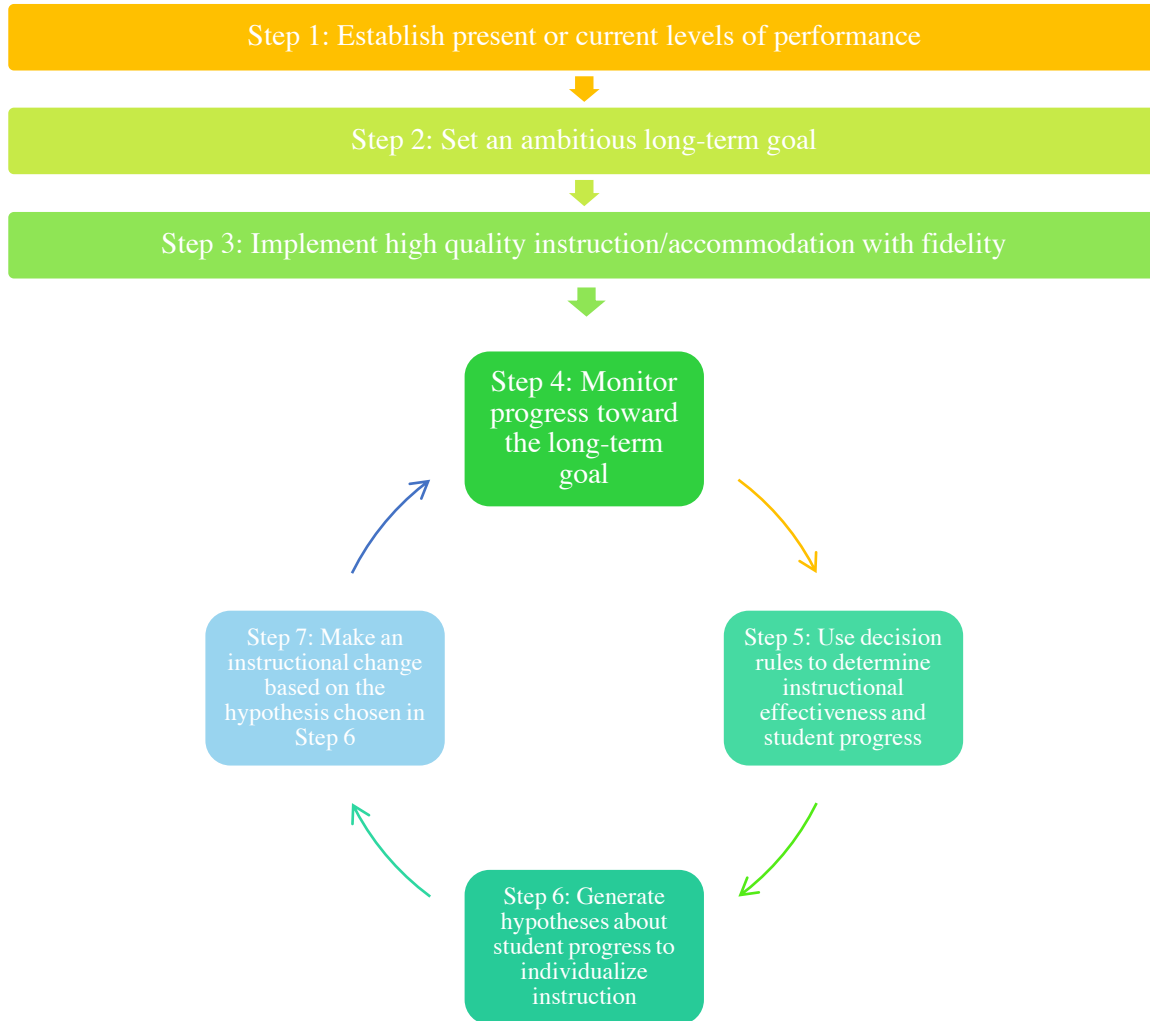 Step 1: Establish present or current levels of performance
Step 2: Set an ambitious long-term goal
Step 3: Implement high quality instruction/accommodation with fidelity
Step 4: Monitor
progress toward
the long-term
goal
Step 5: Use decision
rules to determine
instructional
effectiveness and
student progress
Step 6: Generate
hypotheses about
student progress to
individualize
instruction
Step 7: Make an
instructional change
based on the
hypothesis chosen in
Step 6